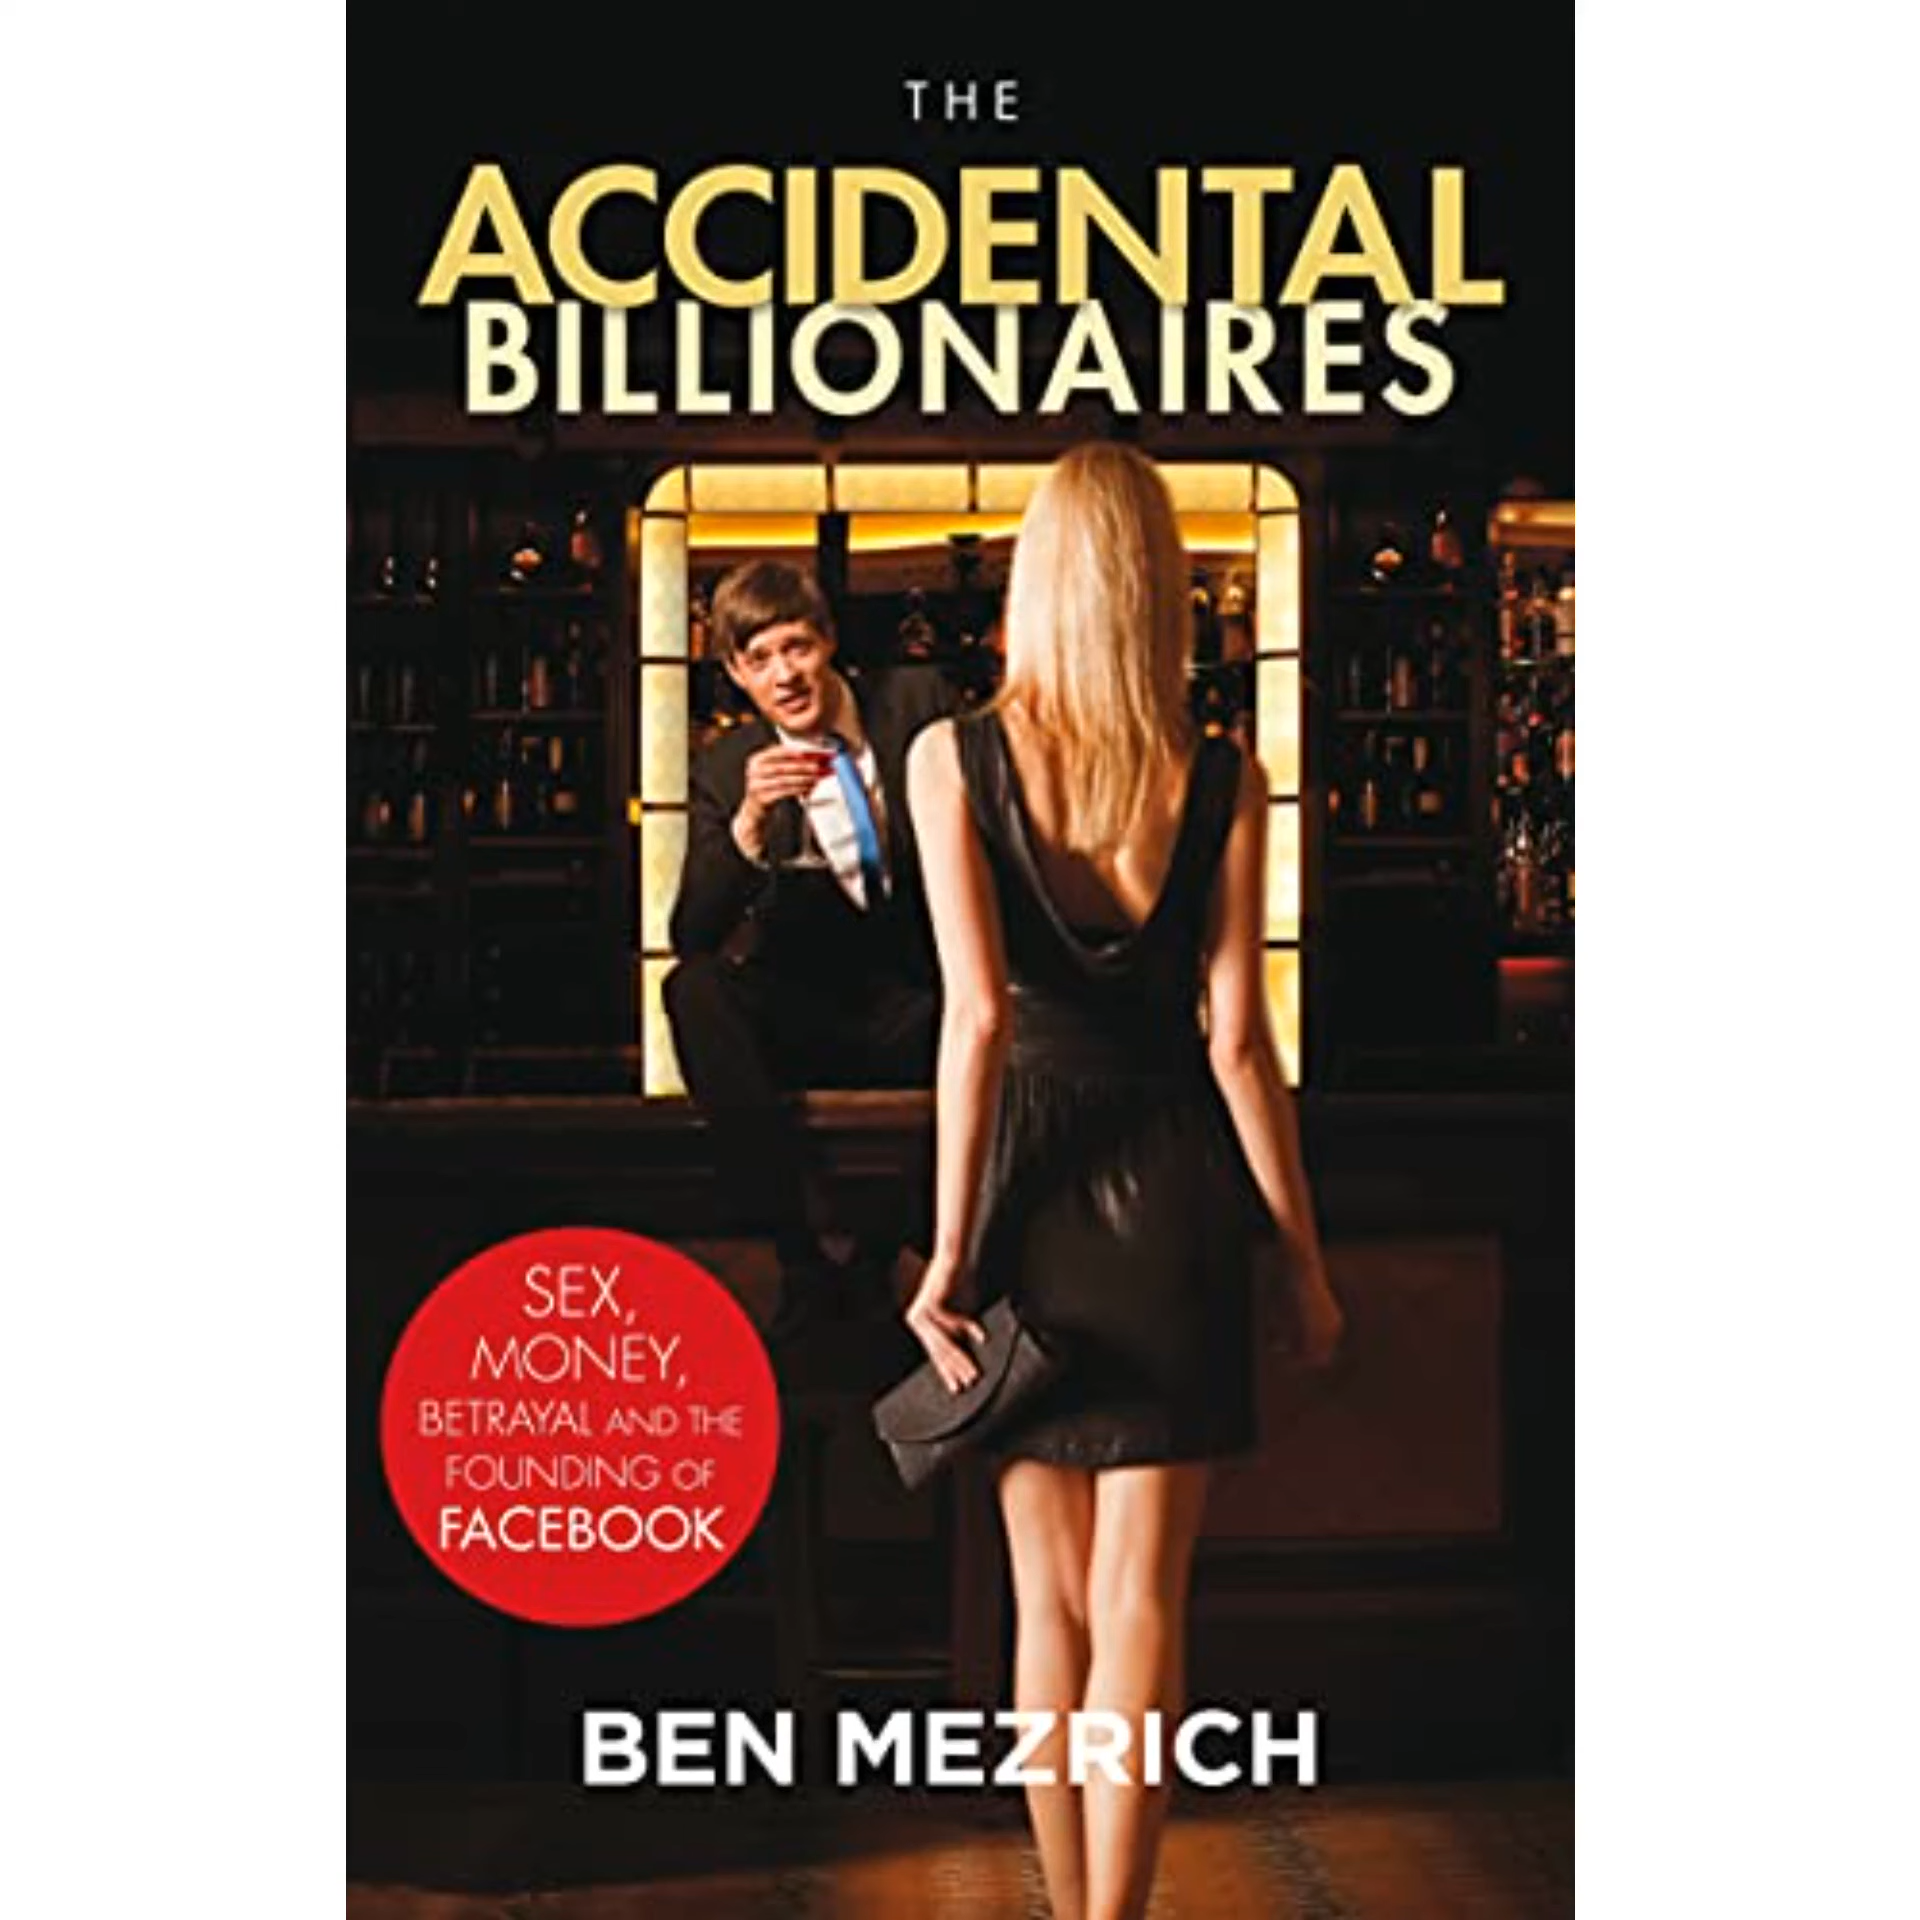 THE
ACCIDENTAL
BILLIONAIRES
SEX,
MONEY,
BETRAYAL AND THE
FOUNDING OF
FACEBOOK
BEN MEZRICH